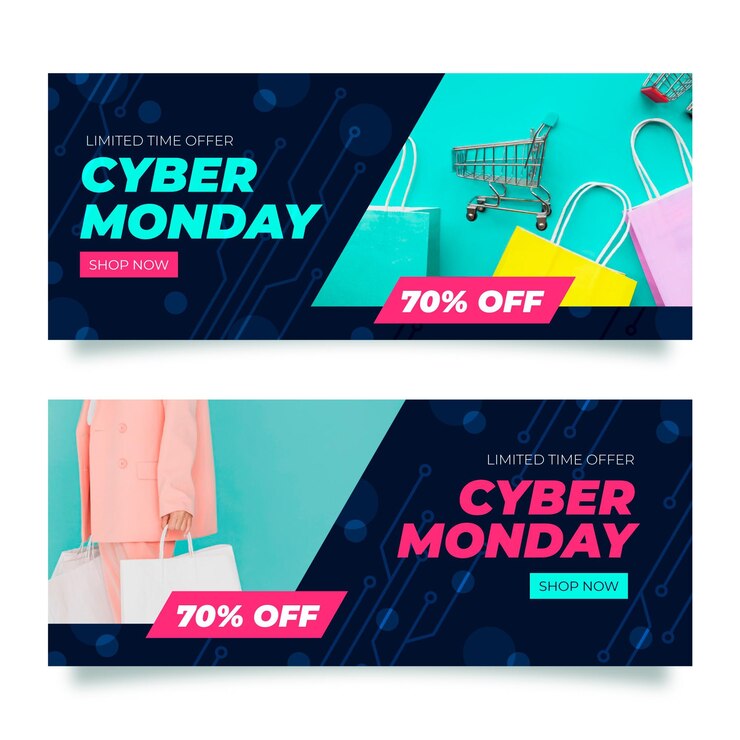 LIMITED TIME OFFER
CYBER
MONDAY
SHOP NOW
70% OFF
LIMITED TIME OFFER
CYBER
MONDAY
SHOP NOW
70% OFF